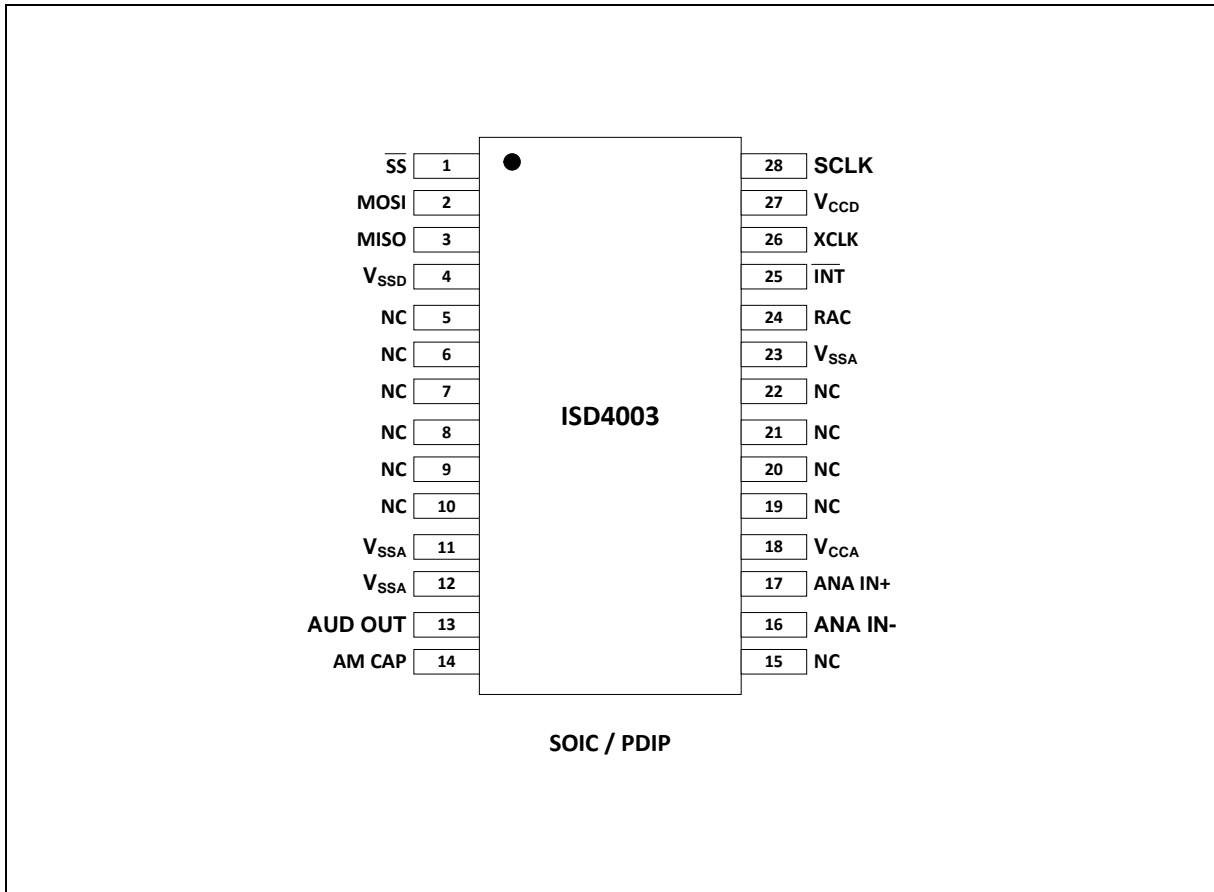 S̅S̅ 1 28 SCLK
MOSI 2 27 VCCD
MISO 3 26 XCLK
VSSD 4 25 I̅N̅T̅
NC 5 24 RAC
NC 6 23 VSSA
NC 7 22 NC
ISD4003
NC 8 21 NC
NC 9 20 NC
NC 10 19 NC
VSSA 11 18 VCCA
VSSA 12 17 ANA IN+
AUD OUT 13 16 ANA IN-
AM CAP 14 15 NC
SOIC / PDIP